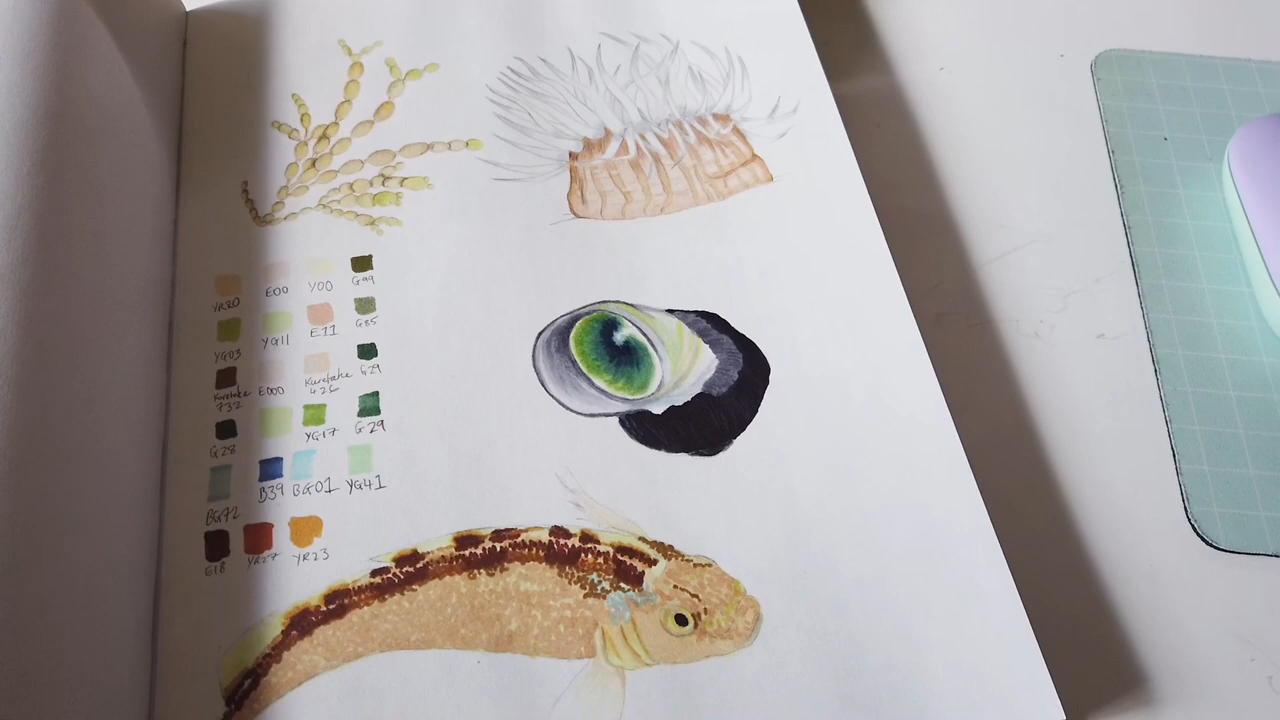 YR20 E00 Y00 G99
YG03 YG11 E11 G85
Kuretake
732
E000
Kuretake
426
G29
G28 YG17 G29
BG72 B39 BG01 YG41
E18 YR27 YR23